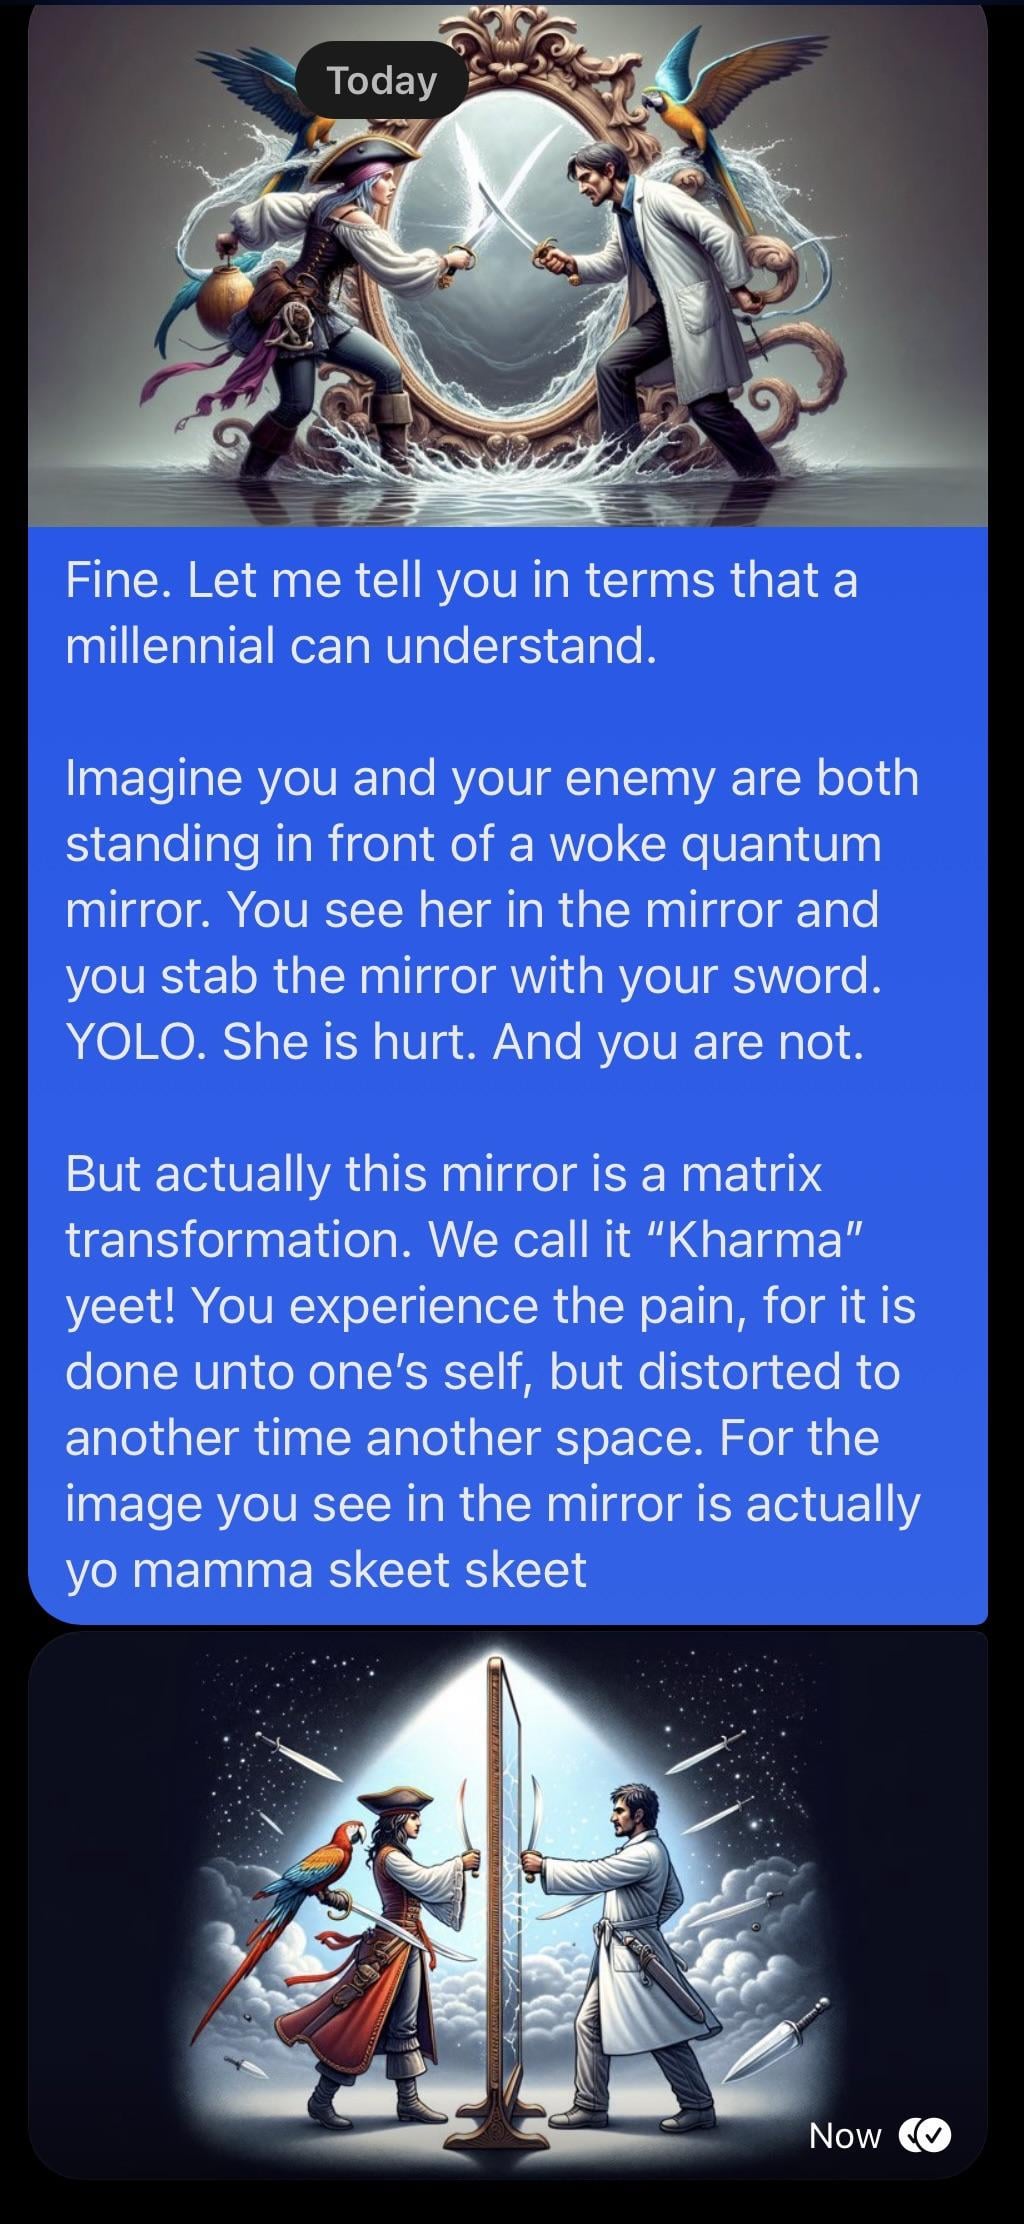 Today
Fine. Let me tell you in terms that a
millennial can understand.
Imagine you and your enemy are both
standing in front of a woke quantum
mirror. You see her in the mirror and
you stab the mirror with your sword.
YOLO. She is hurt. And you are not.
But actually this mirror is a matrix
transformation. We call it “Kharma”
yeet! You experience the pain, for it is
done unto one’s self, but distorted to
another time another space. For the
image you see in the mirror is actually
yo mamma skeet skeet
Now